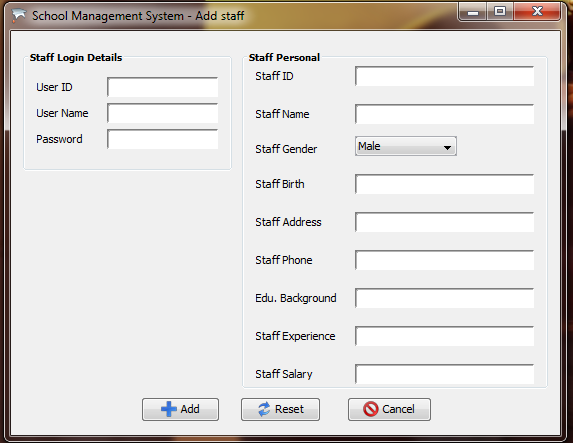 School Management System - Add staff
Staff Login Details
User ID
User Name
Password
Staff Personal
Staff ID
Staff Name
Staff Gender
Male
Staff Birth
Staff Address
Staff Phone
Edu. Background
Staff Experience
Staff Salary
Add
Reset
Cancel